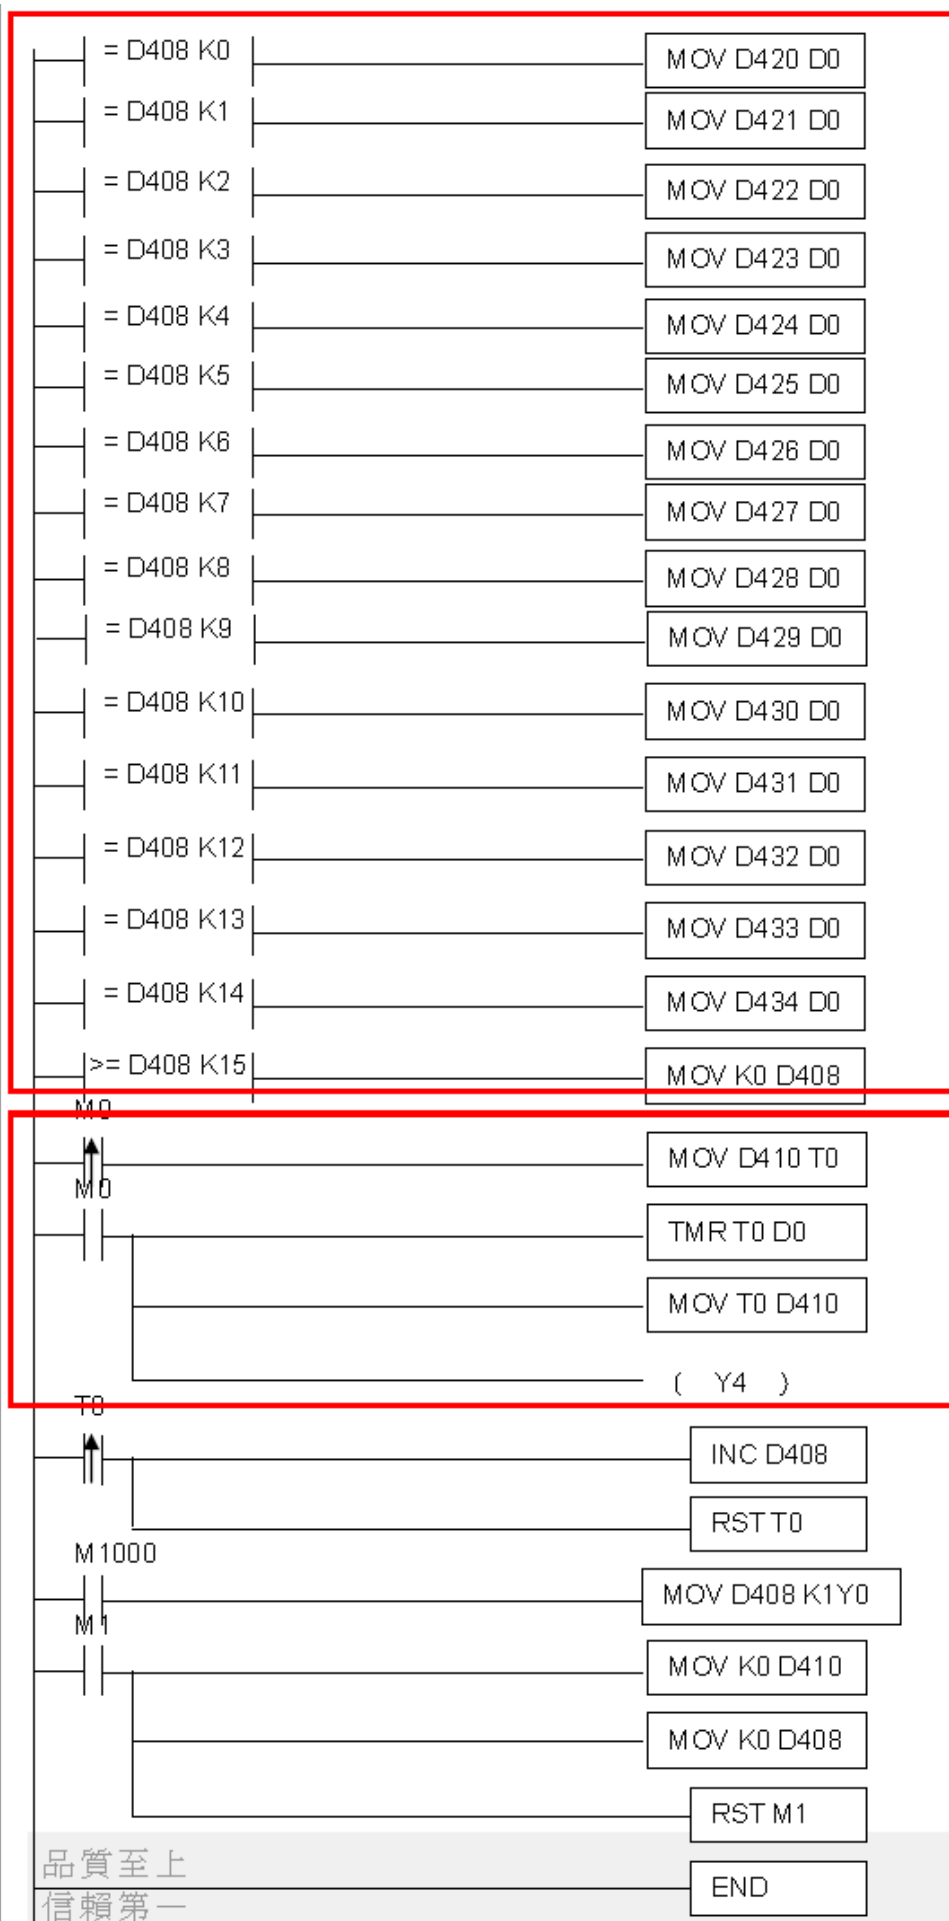 = D408 K0 MOV D420 D0
= D408 K1 MOV D421 D0
= D408 K2 MOV D422 D0
= D408 K3 MOV D423 D0
= D408 K4 MOV D424 D0
= D408 K5 MOV D425 D0
= D408 K6 MOV D426 D0
= D408 K7 MOV D427 D0
= D408 K8 MOV D428 D0
= D408 K9 MOV D429 D0
= D408 K10 MOV D430 D0
= D408 K11 MOV D431 D0
= D408 K12 MOV D432 D0
= D408 K13 MOV D433 D0
= D408 K14 MOV D434 D0
>= D408 K15 MOV K0 D408
M0
MOV D410 T0
M0
TMR T0 D0
MOV T0 D410
( Y4 )
T0
INC D408
RST T0
M1000
MOV D408 K1Y0
M1
MOV K0 D410
MOV K0 D408
RST M1
品質至上
END
信賴第一